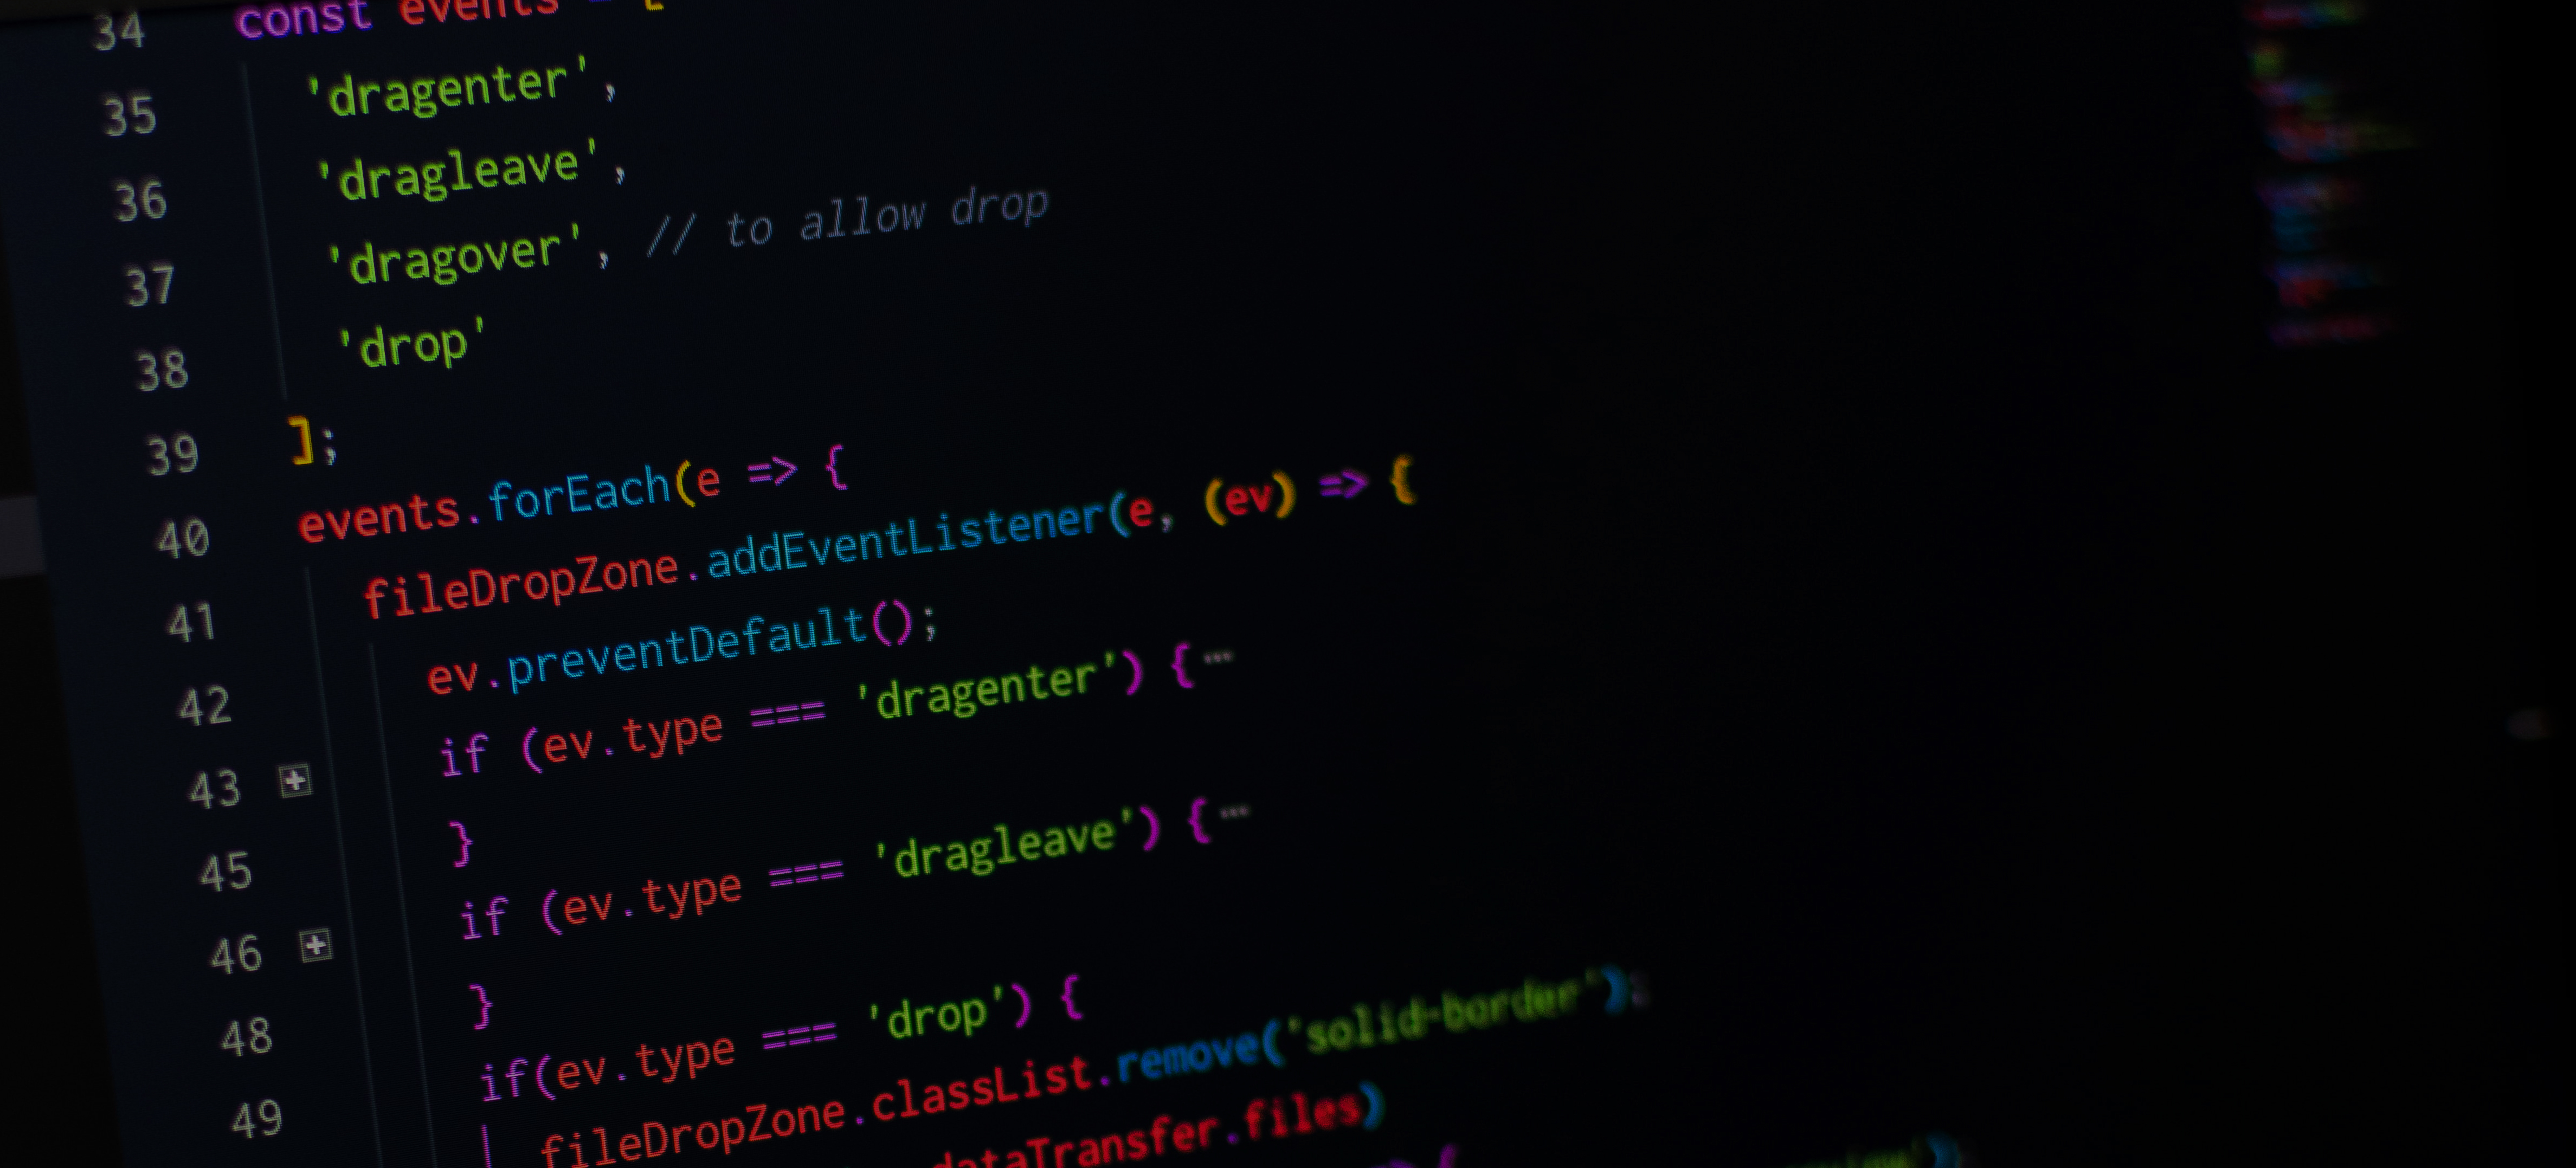 34 const events = [
35 'dragenter',
36 'dragleave',
37 'dragover', // to allow drop
38 'drop'
39 ];
40 events.forEach(e => {
41 fileDropZone.addEventListener(e, (ev) => {
42 ev.preventDefault();
43 if (ev.type === 'dragenter') {···
45 }
46 if (ev.type === 'dragleave') {···
48 }
49 if(ev.type === 'drop') {
fileDropZone.classList.remove('solid-border');
dataTransfer.files)
{